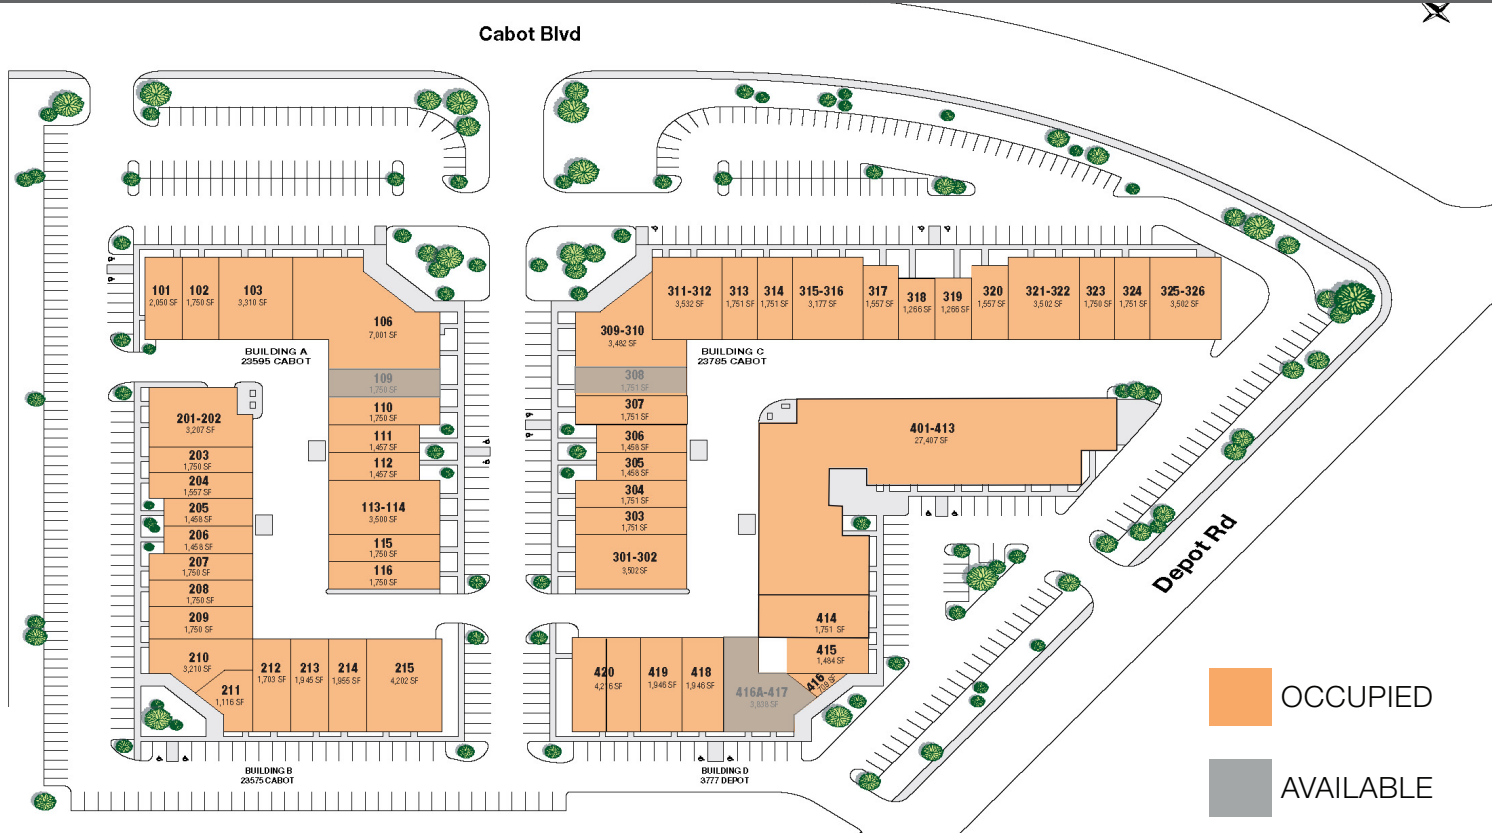 Cabot Blvd
101
2,050 SF
102
1,750 SF
103
3,310 SF
106
7,001 SF
BUILDING A
23595 CABOT
109
1,750 SF
110
1,750 SF
111
1,457 SF
112
1,457 SF
113-114
3,500 SF
115
1,750 SF
116
1,750 SF
201-202
3,207 SF
203
1,750 SF
204
1,557 SF
205
1,458 SF
206
1,458 SF
207
1,750 SF
208
1,750 SF
209
1,750 SF
210
3,210 SF
211
1,116 SF
212
1,703 SF
213
1,945 SF
214
1,955 SF
215
4,202 SF
BUILDING B
23575 CABOT
309-310
3,482 SF
311-312
3,532 SF
313
1,751 SF
314
1,751 SF
315-316
3,177 SF
317
1,557 SF
318
1,266 SF
319
1,266 SF
320
1,557 SF
321-322
3,502 SF
323
1,750 SF
324
1,751 SF
325-326
3,502 SF
BUILDING C
23785 CABOT
308
1,751 SF
307
1,751 SF
306
1,458 SF
305
1,458 SF
304
1,751 SF
303
1,751 SF
301-302
3,502 SF
401-413
27,407 SF
414
1,751 SF
415
1,484 SF
416
709 SF
416A-417
420
419
1,946 SF
418
1,946 SF
BUILDING D
3777 DEPOT
Depot Rd
OCCUPIED
AVAILABLE